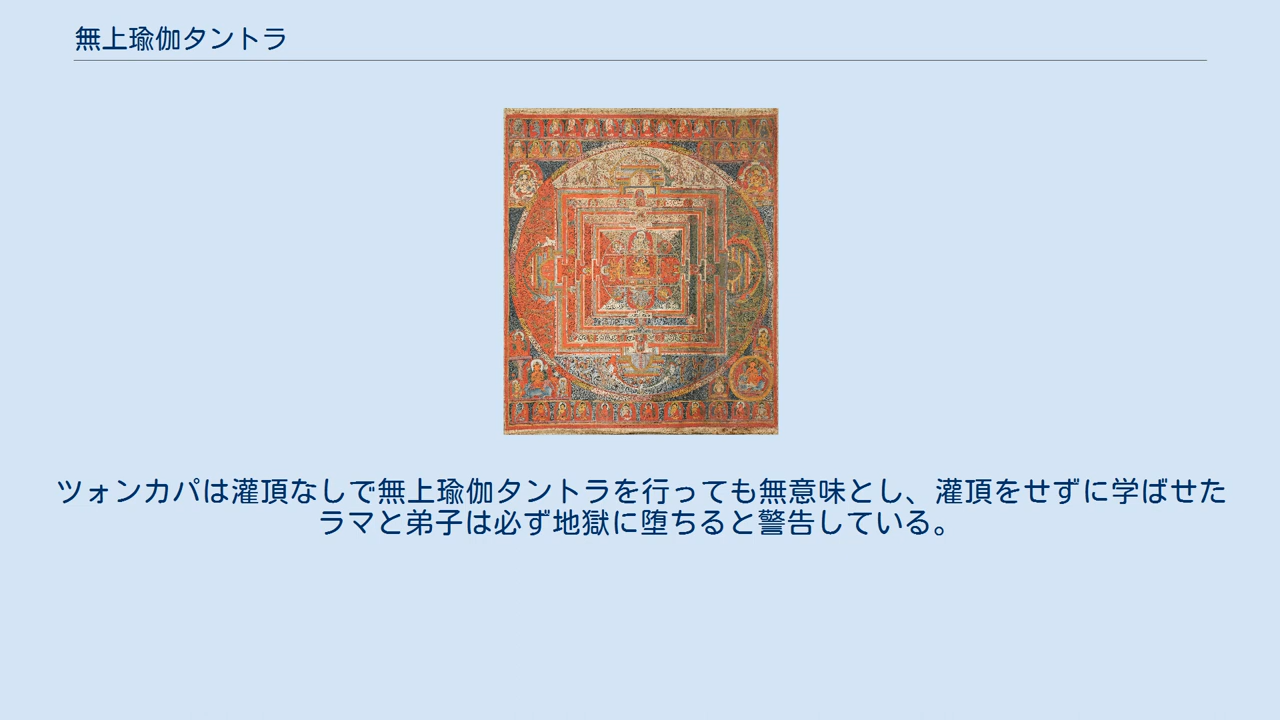 無上瑜伽タントラ
ツォンカパは灌頂なしで無上瑜伽タントラを行っても無意味とし、灌頂をせずに学ばせた
ラマと弟子は必ず地獄に堕ちると警告している。